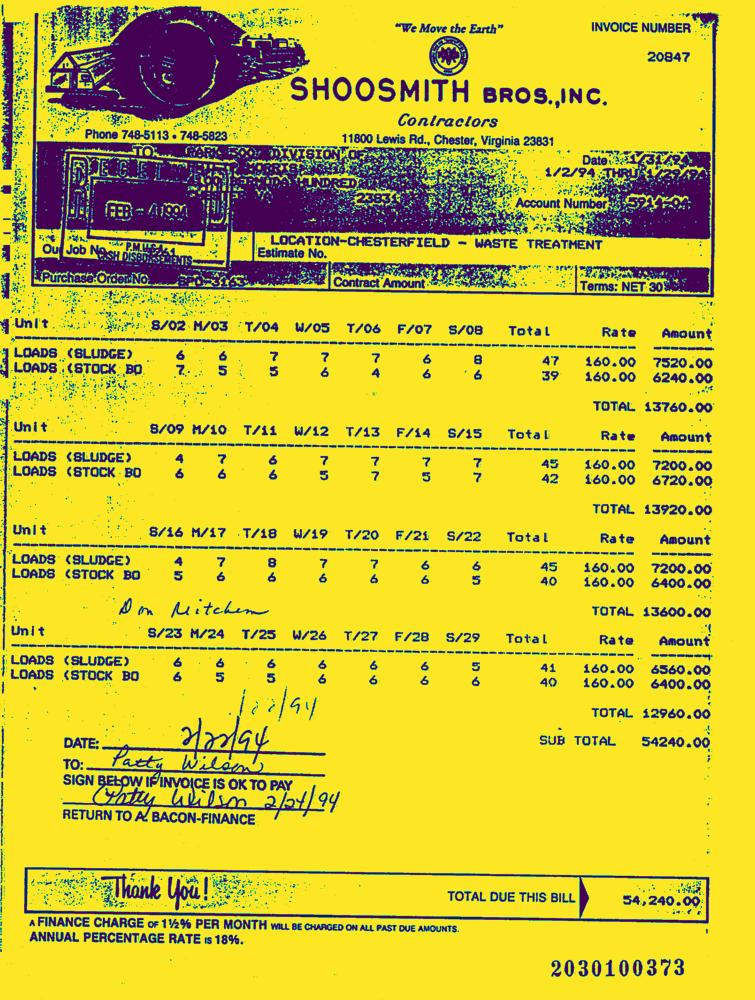 "We Move the Earth"
INVOICE NUMBER
20847
SHOOSMITH BROS., INC.
Contractors
Phone 748-5113 • 748-5823
11800 Lewis Rd., Chester, Virginia 23831
TO: PARK 500 DIVISION OF
Date 1/31/94
1/2/94 THRU 1/29/94
HUNDRED
23831
FEB - 4 1994
Account Number 5914-04
CASH DISBURSEMENTS
Our Job No.
LOCATION-CHESTERFIELD - WASTE TREATMENT
Estimate No.
Purchase Order No.
Contract Amount
Terms: NET 30
Unit S/02 M/03 T/04 W/05 T/06 F/07 S/08 Total Rate Amount
LOADS (SLUDGE) 6 6 7 7 7 6 8 47 160.00 7520.00
LOADS (STOCK BO 7 5 5 6 4 6 6 39 160.00 6240.00
TOTAL 13760.00
Unit S/09 M/10 T/11 W/12 T/13 F/14 S/15 Total Rate Amount
LOADS (SLUDGE) 4 7 6 7 7 7 7 45 160.00 7200.00
LOADS (STOCK BO 6 6 6 5 7 5 7 42 160.00 6720.00
TOTAL 13920.00
Unit S/16 M/17 T/18 W/19 T/20 F/21 S/22 Total Rate Amount
LOADS (SLUDGE) 4 7 8 7 7 6 6 45 160.00 7200.00
LOADS (STOCK BO 5 6 6 6 6 6 5 40 160.00 6400.00
Don Mitchem
TOTAL 13600.00
Unit S/23 M/24 T/25 W/26 T/27 F/28 S/29 Total Rate Amount
LOADS (SLUDGE) 6 6 6 6 6 6 5 41 160.00 6560.00
LOADS (STOCK BO 6 5 5 6 6 6 6 40 160.00 6400.00
TOTAL 12960.00
DATE: 2/22/94
SUB TOTAL 54240.00
TO: Patty Wilson
SIGN BELOW IF INVOICE IS OK TO PAY
Patty Wilson 2/24/94
RETURN TO A. BACON-FINANCE
Thank You!
TOTAL DUE THIS BILL 54,240.00
A FINANCE CHARGE OF 1½% PER MONTH WILL BE CHARGED ON ALL PAST DUE AMOUNTS.
ANNUAL PERCENTAGE RATE IS 18%.
2030100373